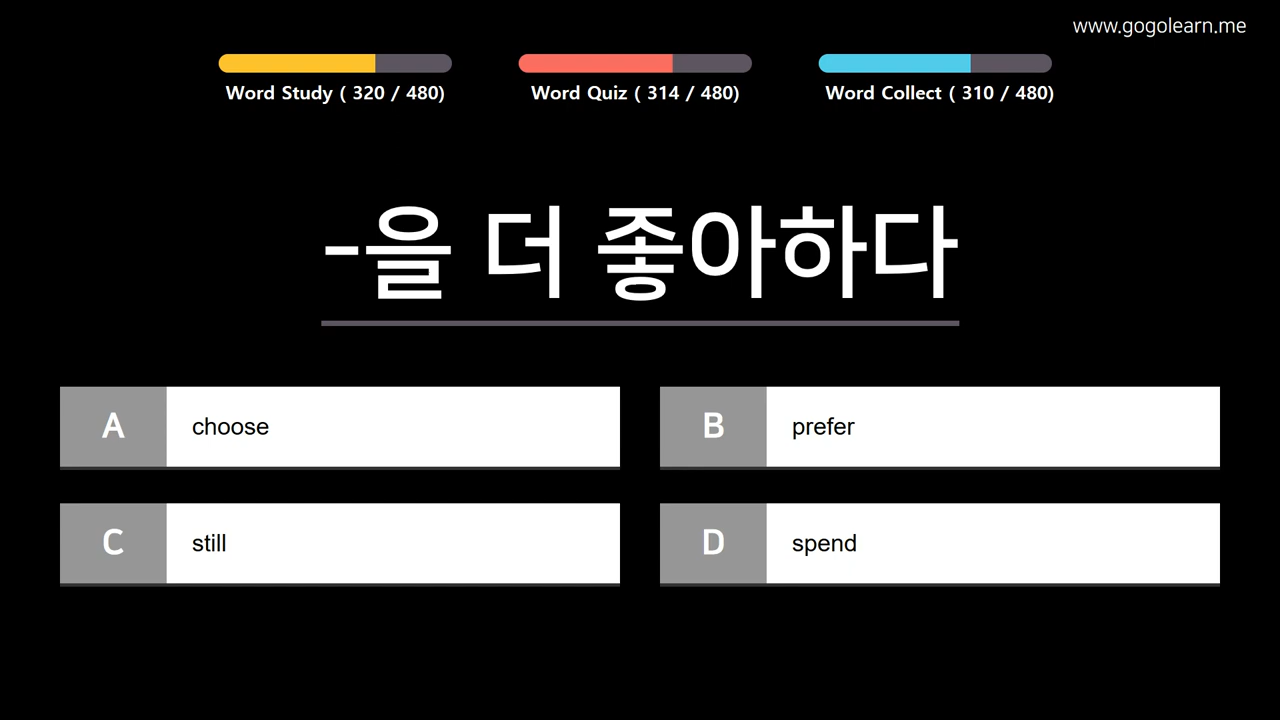 www.gogolearn.me
Word Study ( 320 / 480)
Word Quiz ( 314 / 480)
Word Collect ( 310 / 480)
-을 더 좋아하다
A choose
B prefer
C still
D spend